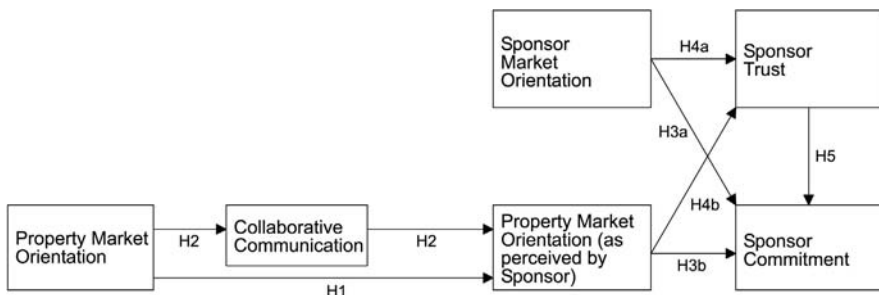 Sponsor
Market
Orientation
H4a
Sponsor
Trust
H3a
H5
H4b
Property Market
Orientation
H2
Collaborative
Communication
H2
Property Market
Orientation (as
perceived by
Sponsor)
H3b
Sponsor
Commitment
H1